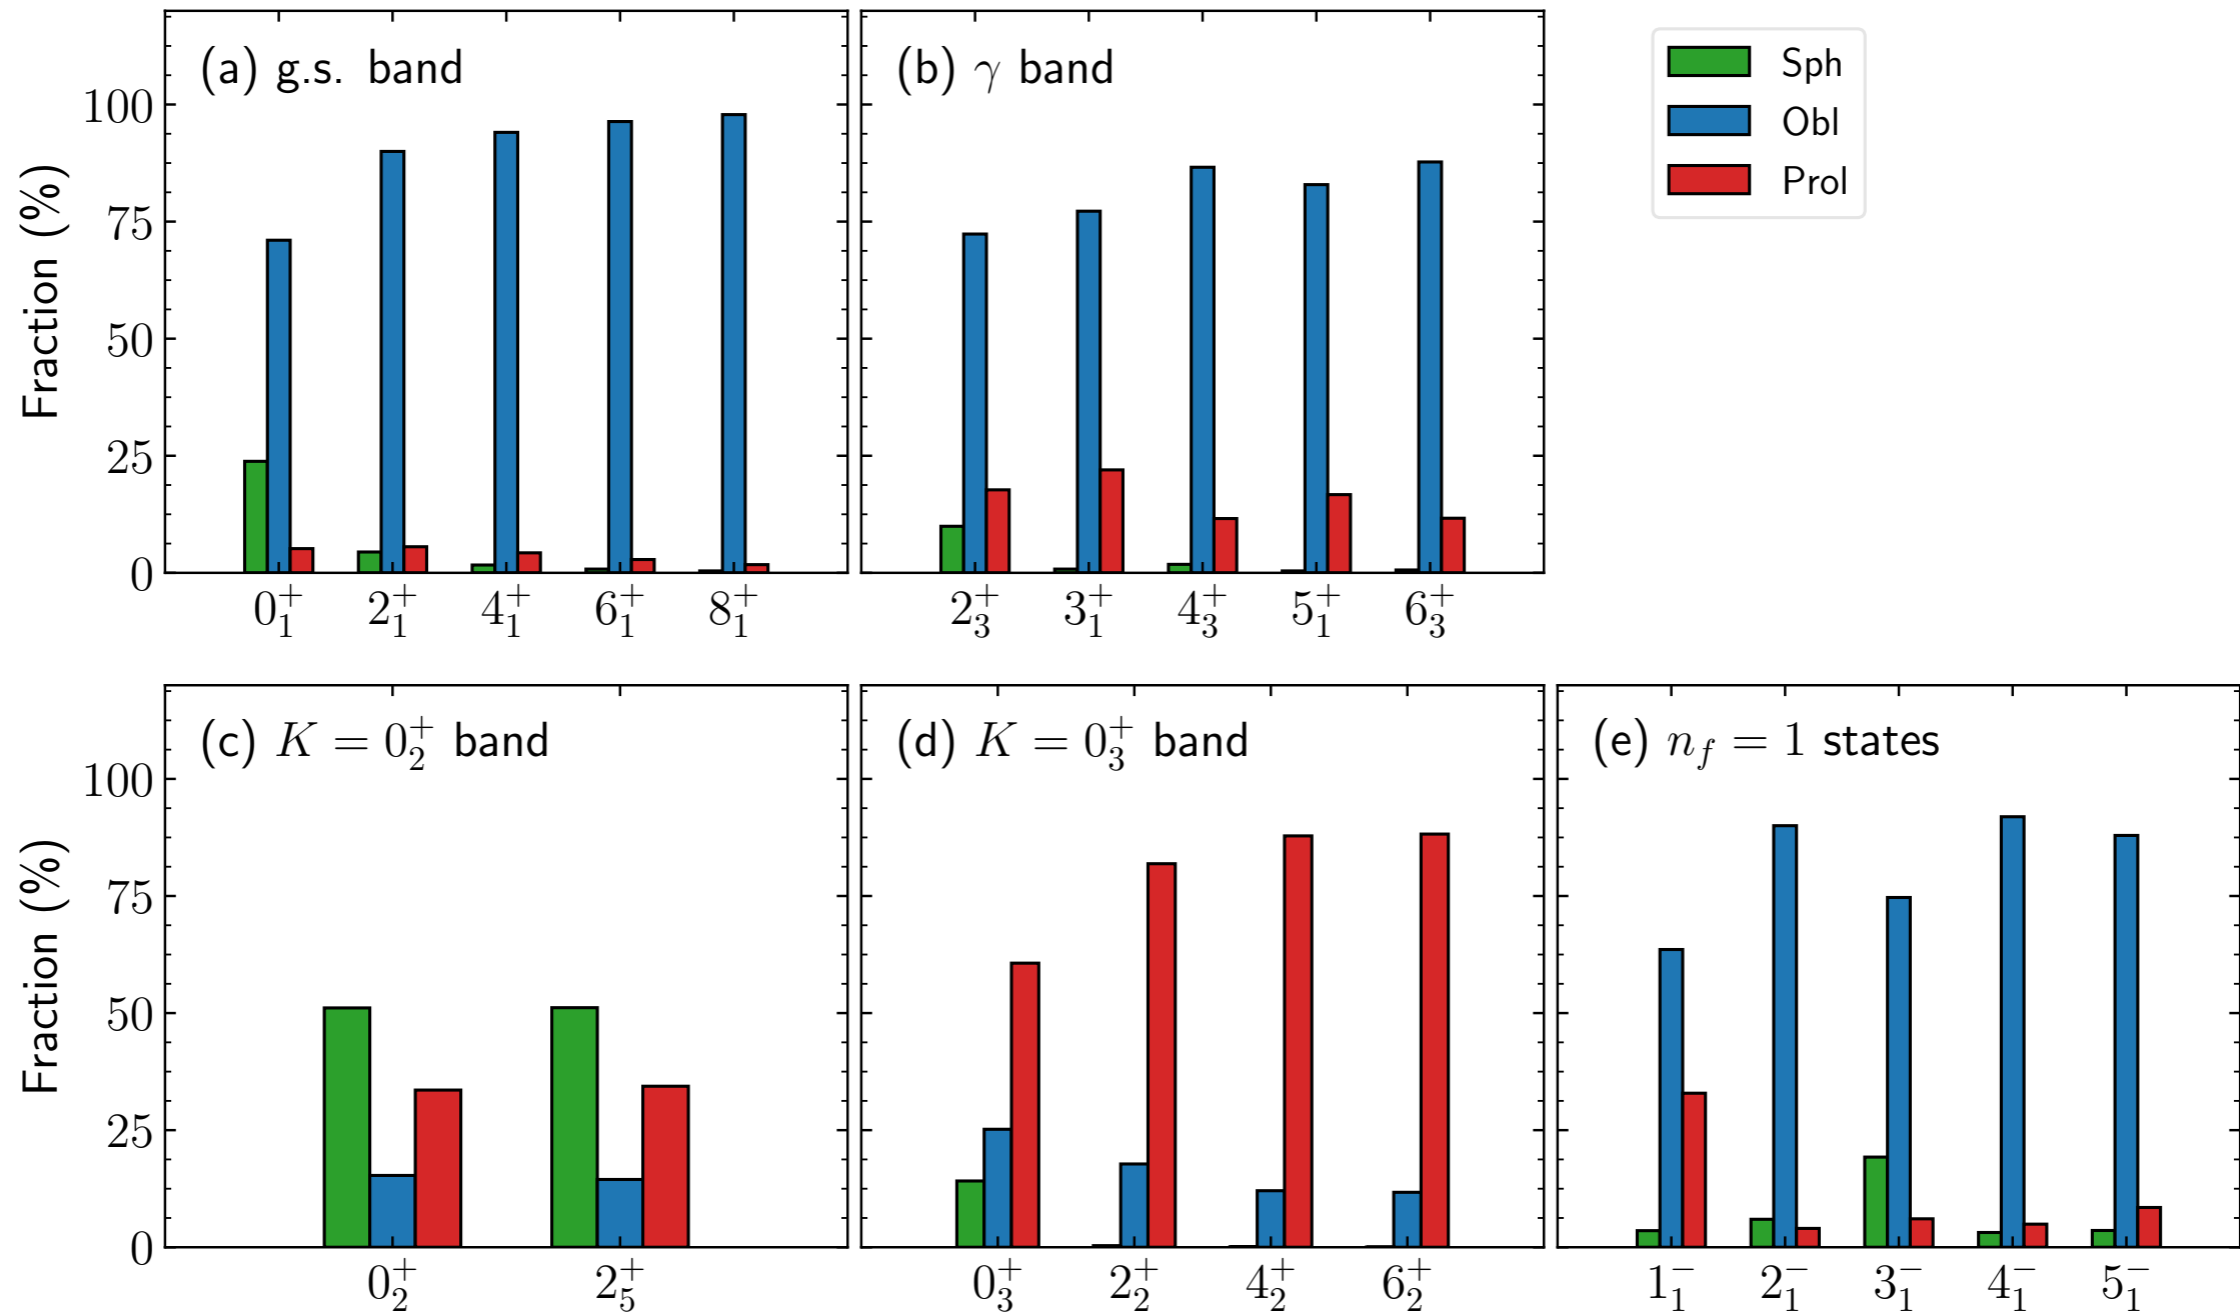 (a) g.s. band
(b) γ band
Sph
Obl
Prol
Fraction (%)
100
75
50
25
0
0₁⁺ 2₁⁺ 4₁⁺ 6₁⁺ 8₁⁺
2₃⁺ 3₁⁺ 4₃⁺ 5₁⁺ 6₃⁺
(c) K = 0₂⁺ band
(d) K = 0₃⁺ band
(e) n_f = 1 states
Fraction (%)
100
75
50
25
0
0₂⁺ 2₅⁺
0₃⁺ 2₂⁺ 4₂⁺ 6₂⁺
1₁⁻ 2₁⁻ 3₁⁻ 4₁⁻ 5₁⁻